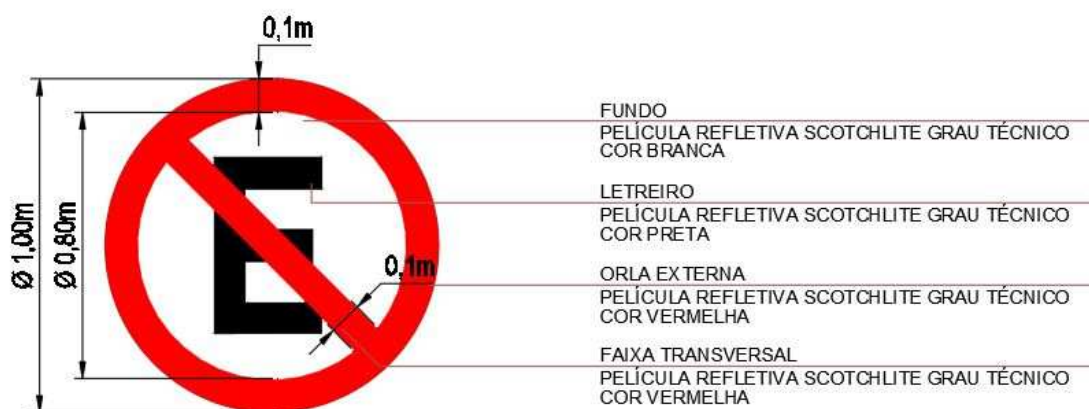 0,1m
Ø 1,00m
Ø 0,80m
E
0,1m
FUNDO
PELÍCULA REFLETIVA SCOTCHLITE GRAU TÉCNICO
COR BRANCA
LETREIRO
PELÍCULA REFLETIVA SCOTCHLITE GRAU TÉCNICO
COR PRETA
ORLA EXTERNA
PELÍCULA REFLETIVA SCOTCHLITE GRAU TÉCNICO
COR VERMELHA
FAIXA TRANSVERSAL
PELÍCULA REFLETIVA SCOTCHLITE GRAU TÉCNICO
COR VERMELHA